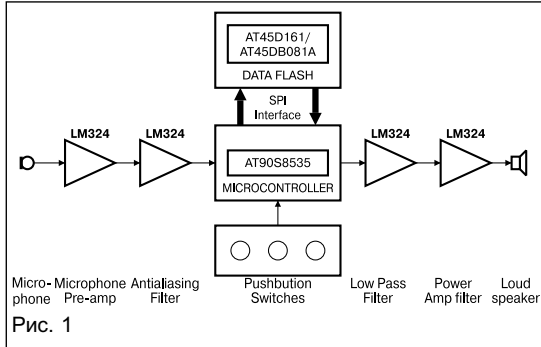 AT45D161/
AT45DB081A
DATA FLASH
SPI
Interface
LM324
LM324
LM324
LM324
AT90S8535
MICROCONTROLLER
Micro-
phone
Microphone
Pre-amp
Antialiasing
Filter
Pushbution
Switches
Low Pass
Filter
Power
Amp filter
Loud
speaker
Рис. 1